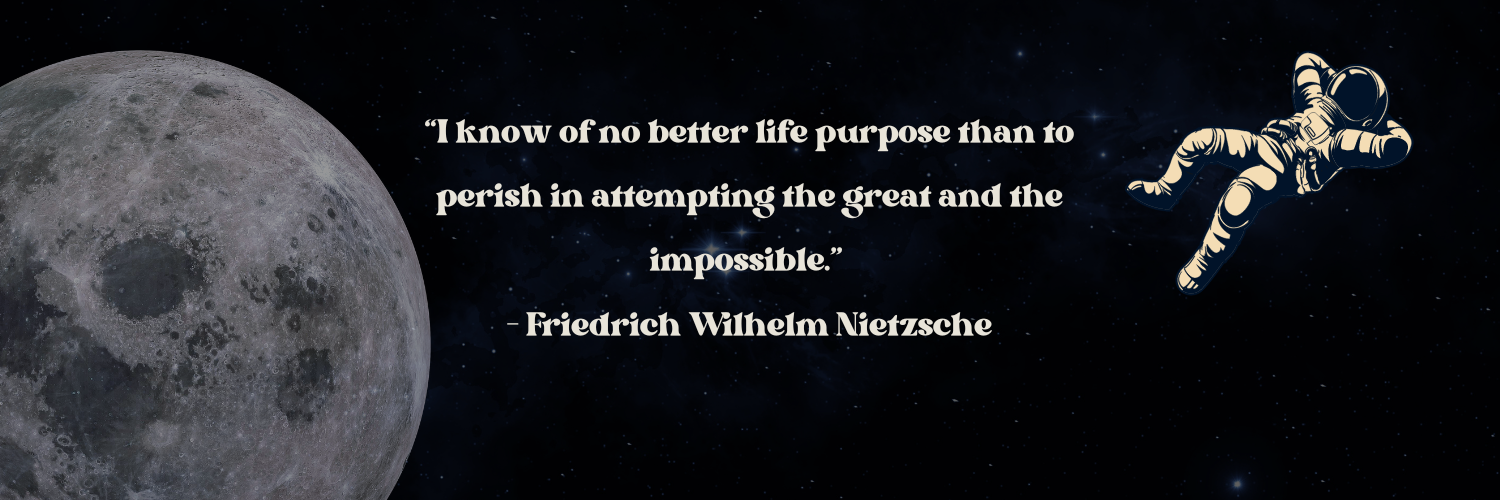 “I know of no better life purpose than to
perish in attempting the great and the
impossible.”
– Friedrich Wilhelm Nietzsche